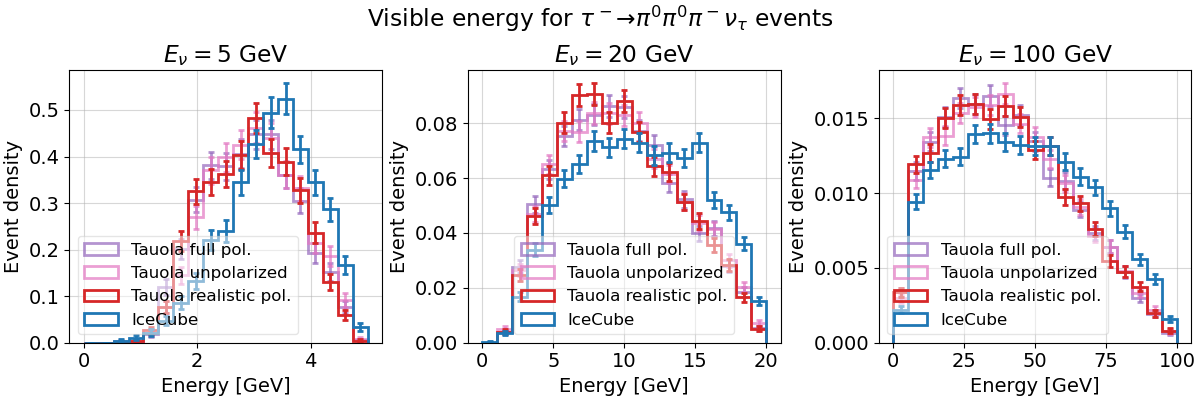 Visible energy for τ⁻→π⁰π⁰π⁻ν_τ events
E_ν = 5 GeV
Event density
0.5
0.4
0.3
0.2
0.1
0.0
Tauola full pol.
Tauola unpolarized
Tauola realistic pol.
IceCube
0 2 4
Energy [GeV]
E_ν = 20 GeV
Event density
0.08
0.06
0.04
0.02
0.00
Tauola full pol.
Tauola unpolarized
Tauola realistic pol.
IceCube
0 5 10 15 20
Energy [GeV]
E_ν = 100 GeV
Event density
0.015
0.010
0.005
0.000
Tauola full pol.
Tauola unpolarized
Tauola realistic pol.
IceCube
0 25 50 75 100
Energy [GeV]